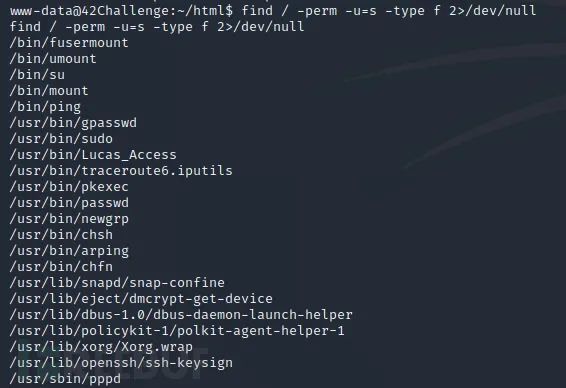 www-data@42Challenge:~/html$ find / -perm -u=s -type f 2>/dev/null
find / -perm -u=s -type f 2>/dev/null
/bin/fusermount
/bin/umount
/bin/su
/bin/mount
/bin/ping
/usr/bin/gpasswd
/usr/bin/sudo
/usr/bin/Lucas_Access
/usr/bin/traceroute6.iputils
/usr/bin/pkexec
/usr/bin/passwd
/usr/bin/newgrp
/usr/bin/chsh
/usr/bin/arping
/usr/bin/chfn
/usr/lib/snapd/snap-confine
/usr/lib/eject/dmcrypt-get-device
/usr/lib/dbus-1.0/dbus-daemon-launch-helper
/usr/lib/policykit-1/polkit-agent-helper-1
/usr/lib/xorg/Xorg.wrap
/usr/lib/openssh/ssh-keysign
/usr/sbin/pppd